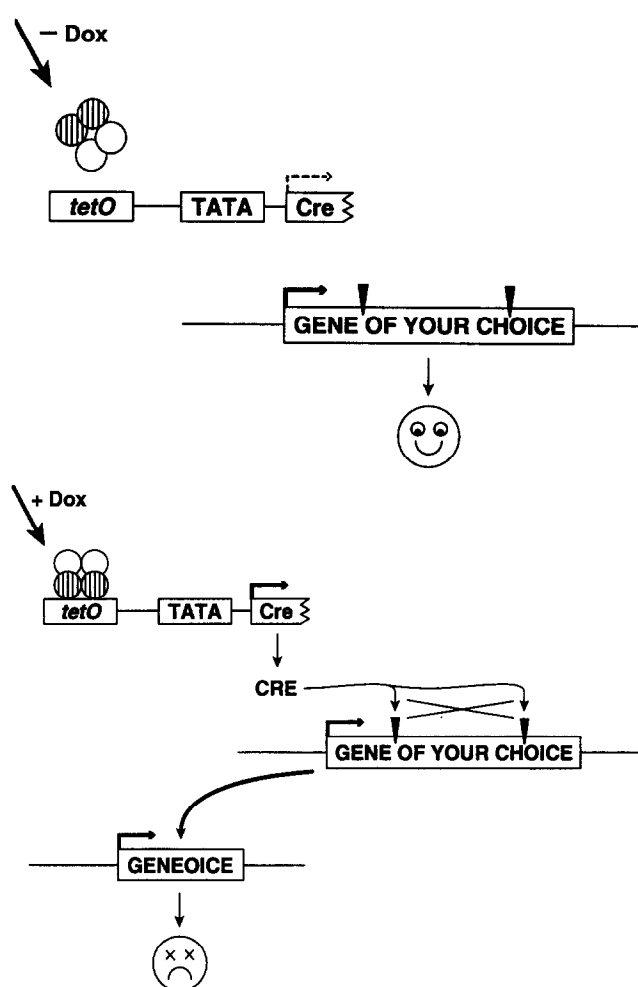 – Dox
tetO TATA Cre
GENE OF YOUR CHOICE
+ Dox
tetO TATA Cre
CRE
GENE OF YOUR CHOICE
GENEOICE